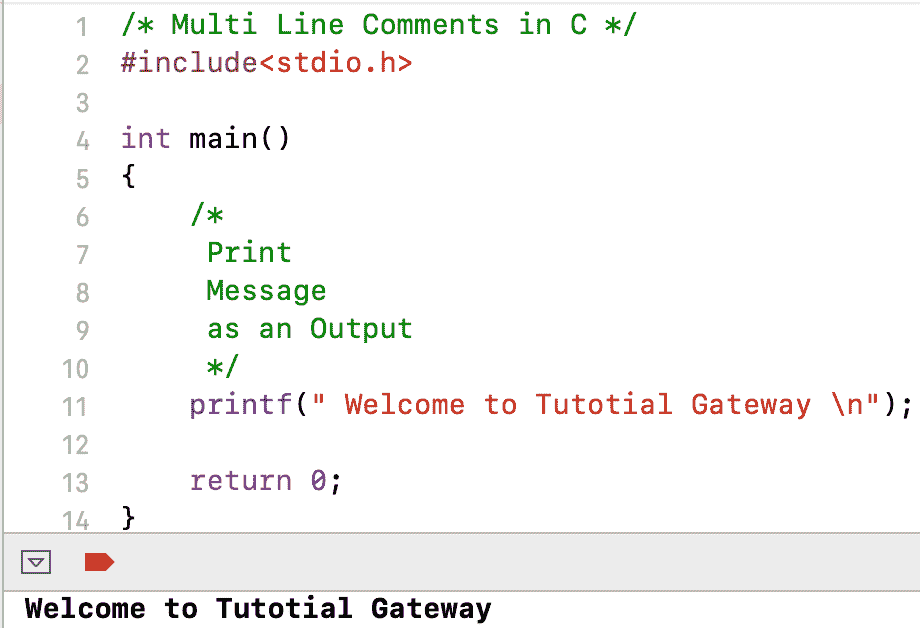 1 /* Multi Line Comments in C */
2 #include<stdio.h>
3
4 int main()
5 {
6 /*
7 Print
8 Message
9 as an Output
10 */
11 printf(" Welcome to Tutotial Gateway \n");
12
13 return 0;
14 }
Welcome to Tutotial Gateway